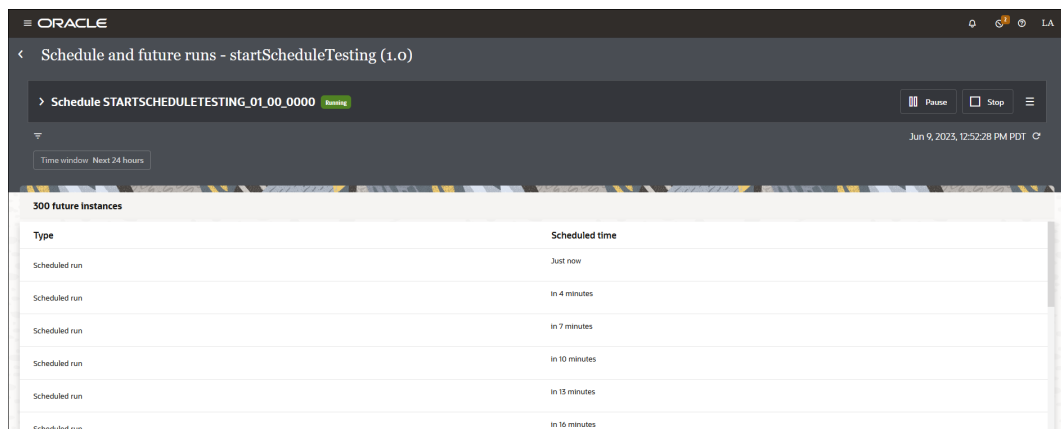 ORACLE
2
LA
Schedule and future runs - startScheduleTesting (1.0)
Schedule STARTSCHEDULETESTING_01_00_0000 Running
Pause Stop
Jun 9, 2023, 12:52:28 PM PDT
Time window Next 24 hours
300 future instances
Type Scheduled time
Scheduled run Just now
Scheduled run in 4 minutes
Scheduled run in 7 minutes
Scheduled run in 10 minutes
Scheduled run in 13 minutes
Scheduled run in 16 minutes